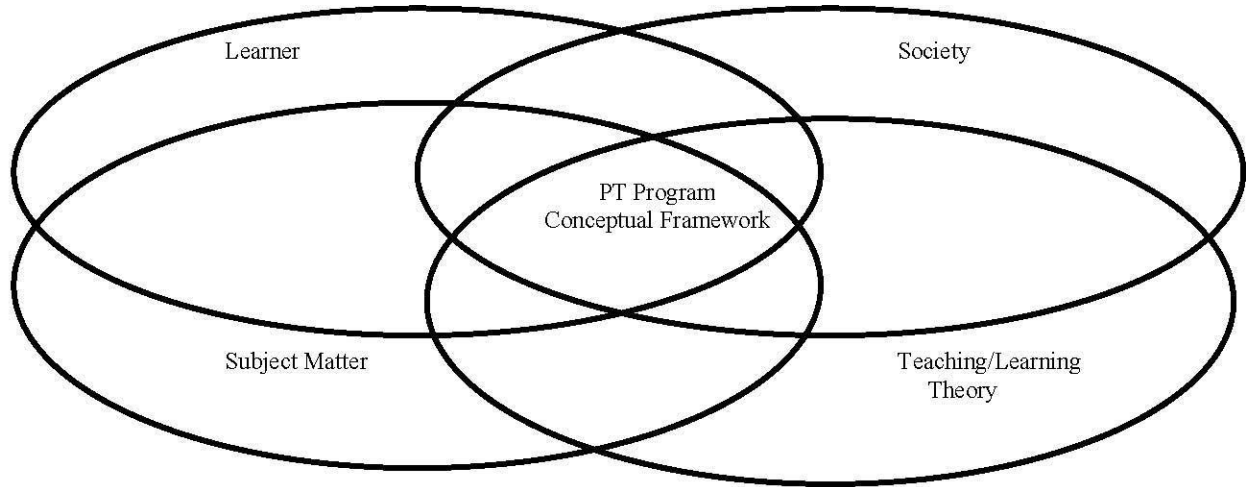 Learner
Society
PT Program
Conceptual Framework
Subject Matter
Teaching/Learning
Theory